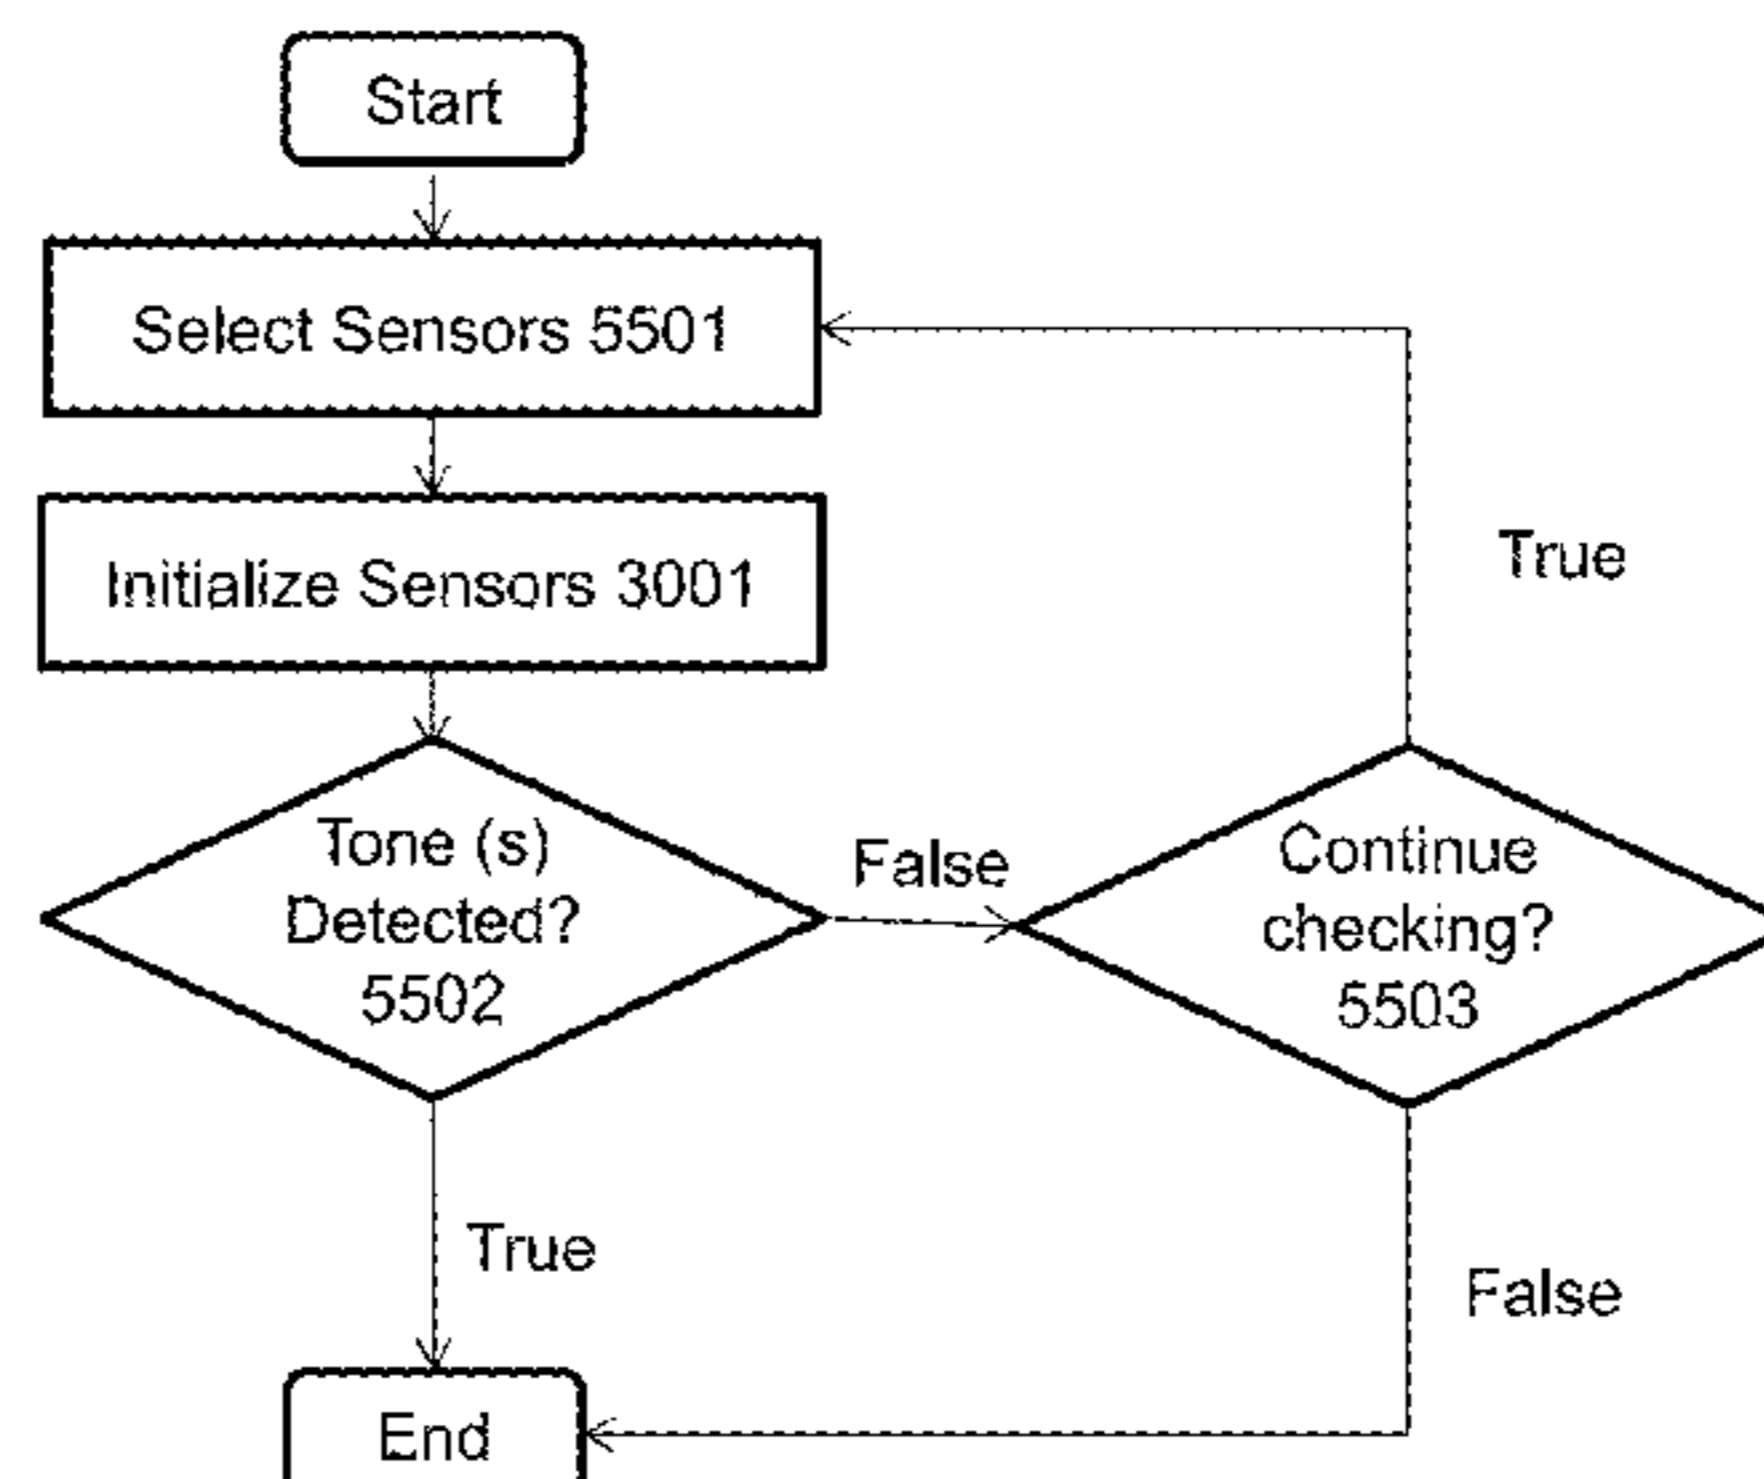 Start
Select Sensors 5501
Initialize Sensors 3001
True
Tone (s)
Detected?
5502
False
Continue
checking?
5503
True
False
End